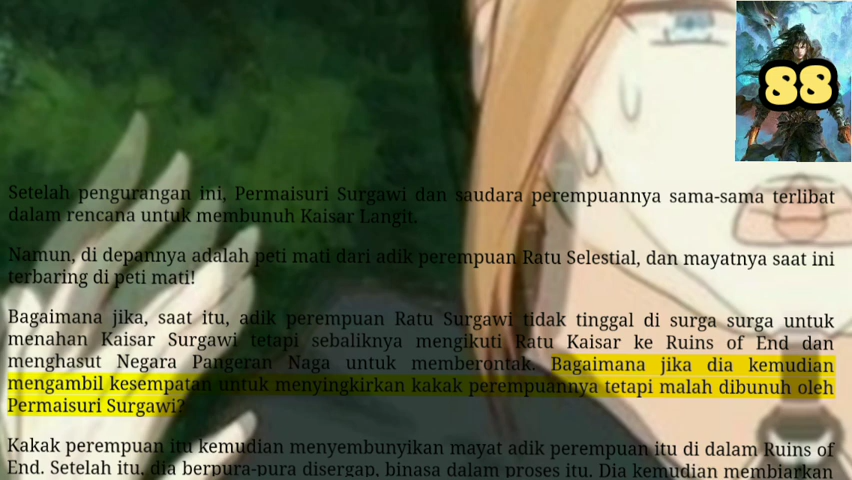 88
Setelah pengurangan ini, Permaisuri Surgawi dan saudara perempuannya sama-sama terlibat
dalam rencana untuk membunuh Kaisar Langit.
Namun, di depannya adalah peti mati dari adik perempuan Ratu Selestial, dan mayatnya saat ini
terbaring di peti mati!
Bagaimana jika, saat itu, adik perempuan Ratu Surgawi tidak tinggal di surga surga untuk
menahan Kaisar Surgawi tetapi sebaliknya mengikuti Ratu Kaisar ke Ruins of End dan
menghasut Negara Pangeran Naga untuk memberontak. Bagaimana jika dia kemudian
mengambil kesempatan untuk menyingkirkan kakak perempuannya tetapi malah dibunuh oleh
Permaisuri Surgawi?
Kakak perempuan itu kemudian menyembunyikan mayat adik perempuan itu di dalam Ruins of
End. Setelah itu, dia berpura-pura disergap, binasa dalam proses itu. Dia kemudian membiarkan